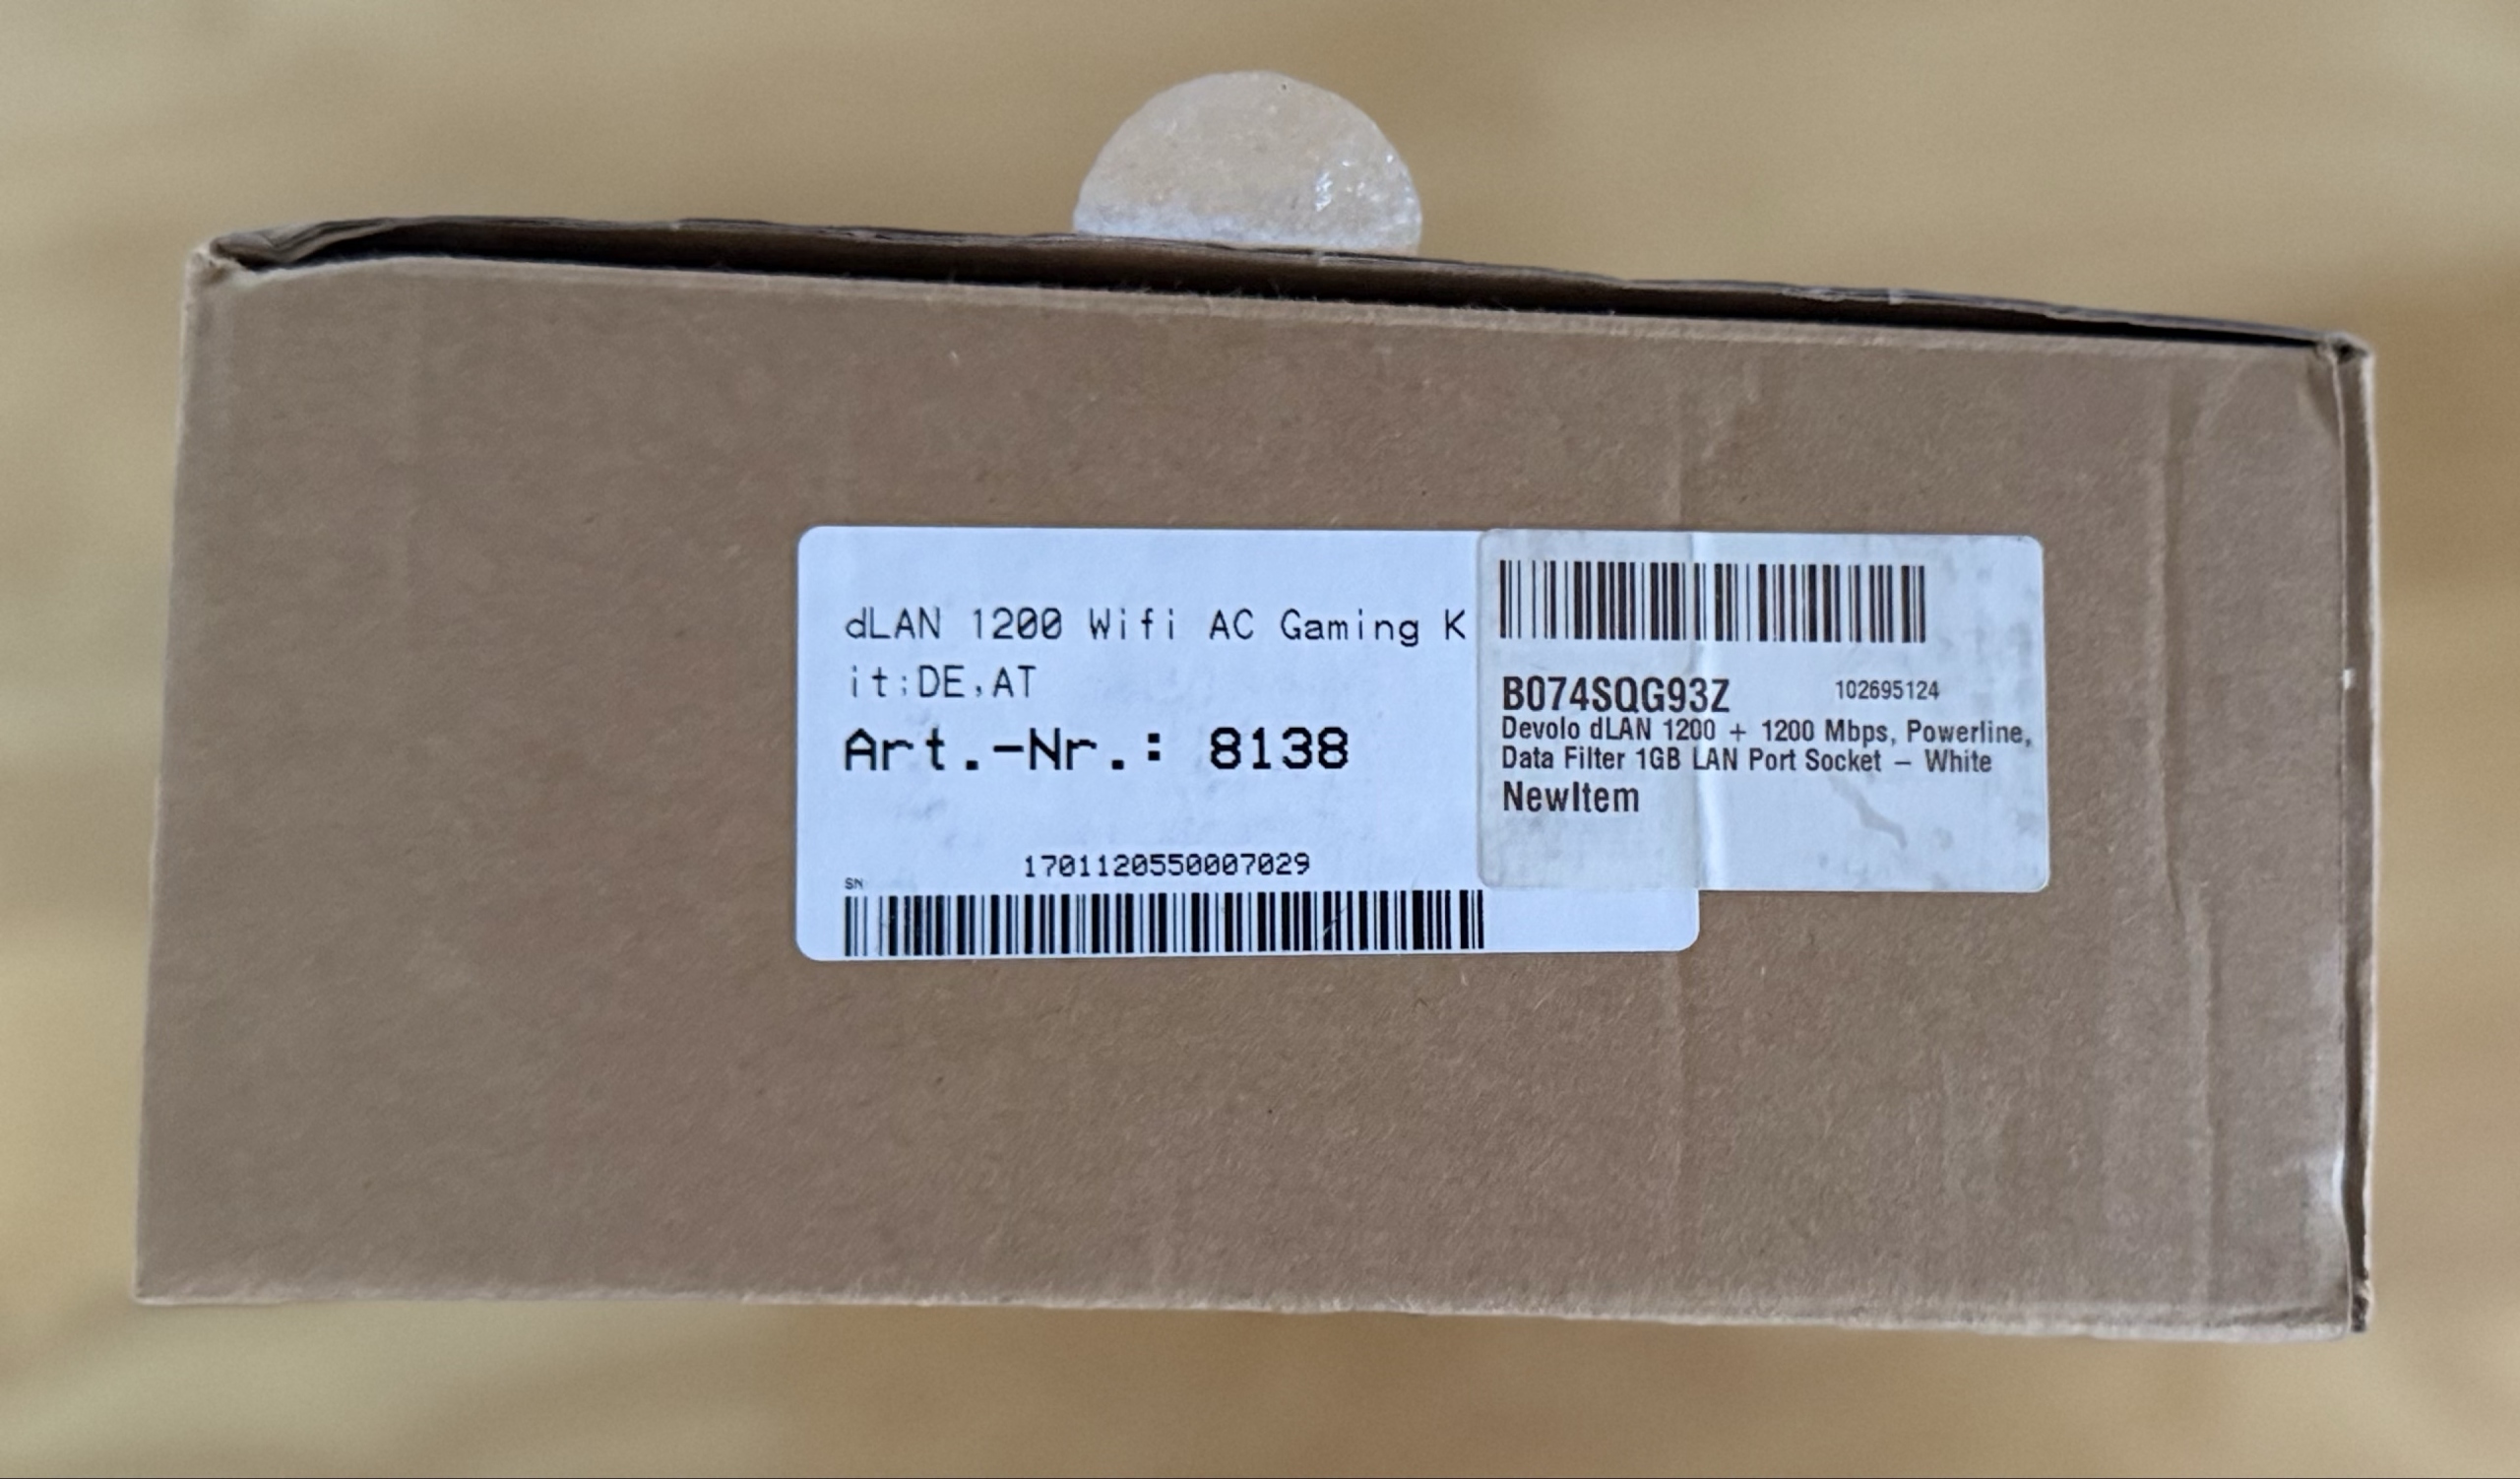 dLAN 1200 Wifi AC Gaming K
it;DE,AT
Art.-Nr.: 8138
1701120550007029
SN
B074SQG93Z 102695124
Devolo dLAN 1200 + 1200 Mbps, Powerline,
Data Filter 1GB LAN Port Socket – White
NewItem